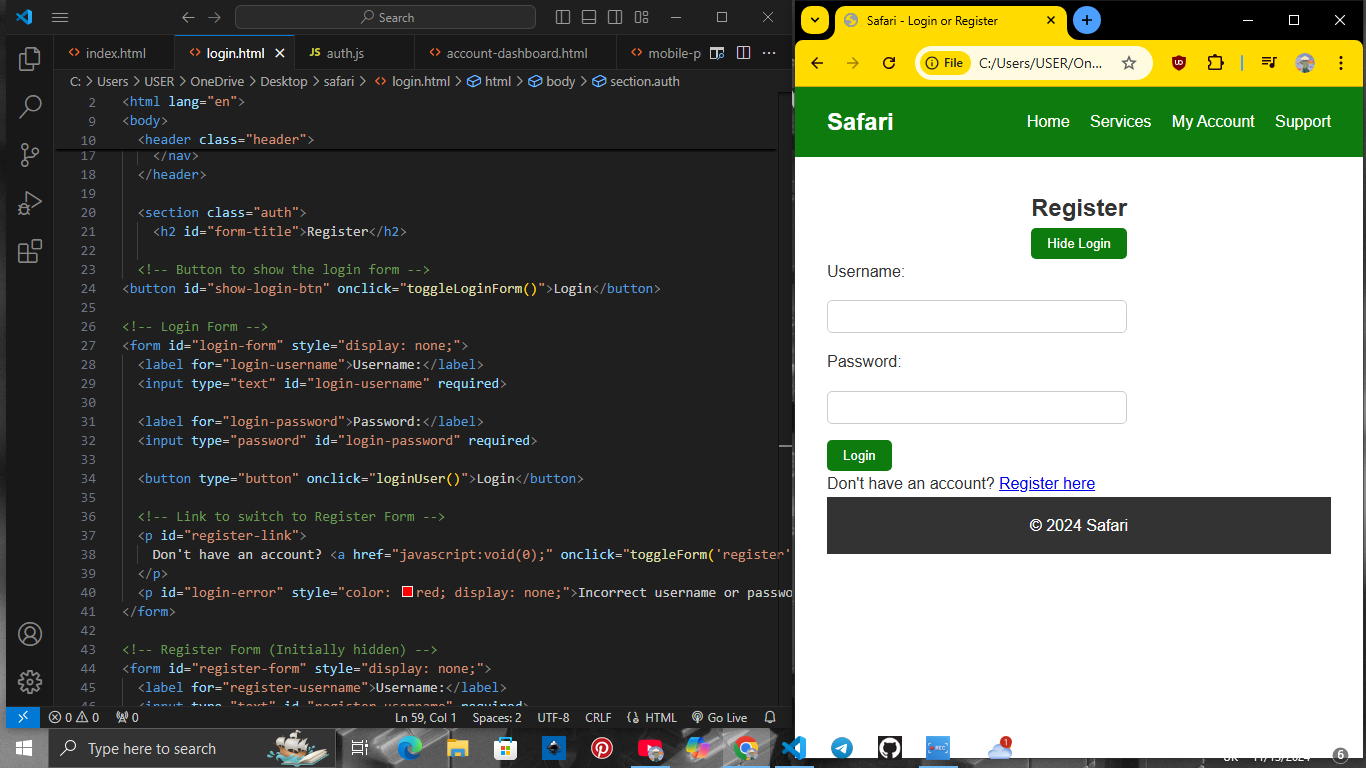 Search
index.html
login.html
JS auth.js
account-dashboard.html
mobile-p
C: > Users > USER > OneDrive > Desktop > safari > login.html > html > body > section.auth
2 <html lang="en">
9 <body>
10 <header class="header">
17 </nav>
18 </header>
19
20 <section class="auth">
21 <h2 id="form-title">Register</h2>
22
23 <!-- Button to show the login form -->
24 <button id="show-login-btn" onclick="toggleLoginForm()">Login</button>
25
26 <!-- Login Form -->
27 <form id="login-form" style="display: none;">
28 <label for="login-username">Username:</label>
29 <input type="text" id="login-username" required>
30
31 <label for="login-password">Password:</label>
32 <input type="password" id="login-password" required>
33
34 <button type="button" onclick="loginUser()">Login</button>
35
36 <!-- Link to switch to Register Form -->
37 <p id="register-link">
38 Don't have an account? <a href="javascript:void(0);" onclick="toggleForm('register'
39 </p>
40 <p id="login-error" style="color: red; display: none;">Incorrect username or passwo
41 </form>
42
43 <!-- Register Form (Initially hidden) -->
44 <form id="register-form" style="display: none;">
45 <label for="register-username">Username:</label>
0 0 0
Ln 59, Col 1 Spaces: 2 UTF-8 CRLF HTML Go Live
Safari - Login or Register
File C:/Users/USER/On...
Safari
Home Services My Account Support
Register
Hide Login
Username:
Password:
Login
Don't have an account? Register here
© 2024 Safari
Type here to search
REC
1
6